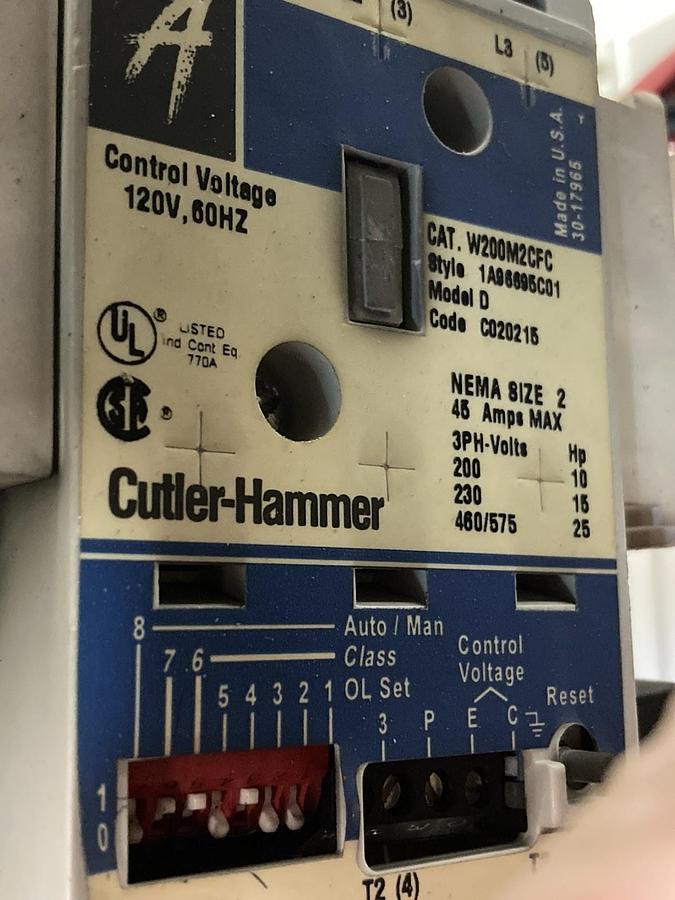 A
(3)
L3 (5)
Made in U.S.A.
30-17965
Control Voltage
120V,60HZ
CAT. W200M2CFC
Style 1A96695C01
Model D
Code C020215
UL ® LISTED
Ind Cont Eq
770A
®
NEMA SIZE 2
45 Amps MAX
3PH-Volts Hp
200 10
230 15
460/575 25
Cutler-Hammer
8 Auto / Man
7 6 Class
5 4 3 2 1 OL Set
Control
Voltage
3 P E C
Reset
1
0
T2 (4)